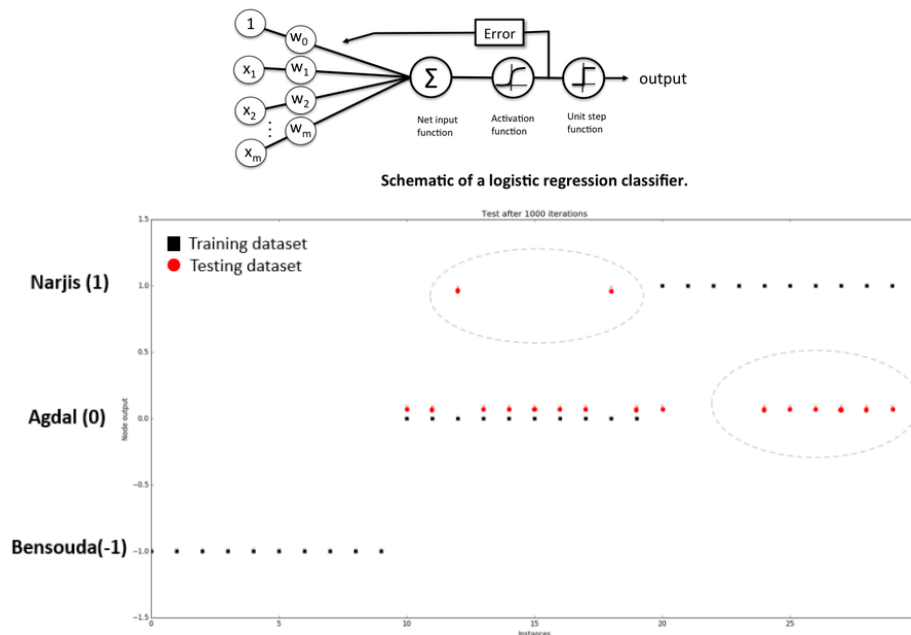 1
w0
Error
x1
w1
Σ
output
x2
w2
⋮
wm
xm
Net input
function
Activation
function
Unit step
function
Schematic of a logistic regression classifier.
Test after 1000 iterations
1.5
Training dataset
Testing dataset
Narjis (1)
1.0
0.5
Agdal (0)
0.0
Node output
−0.5
Bensouda(-1)
−1.0
−1.5
0
5
10
15
20
25
Instances